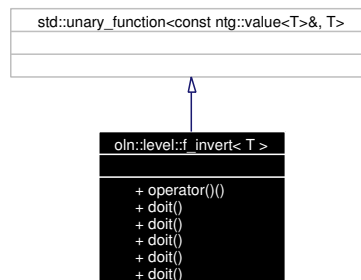 std::unary_function<const ntg::value<T>&, T>
oln::level::f_invert< T >
+ operator()()
+ doit()
+ doit()
+ doit()
+ doit()
+ doit()